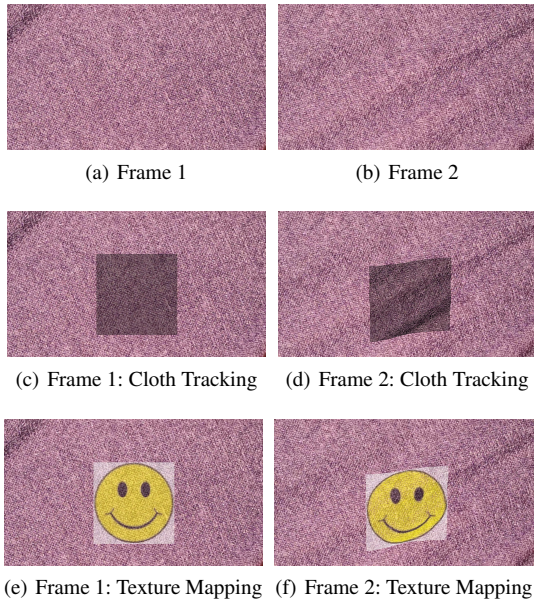 (a) Frame 1
(b) Frame 2
(c) Frame 1: Cloth Tracking
(d) Frame 2: Cloth Tracking
(e) Frame 1: Texture Mapping
(f) Frame 2: Texture Mapping